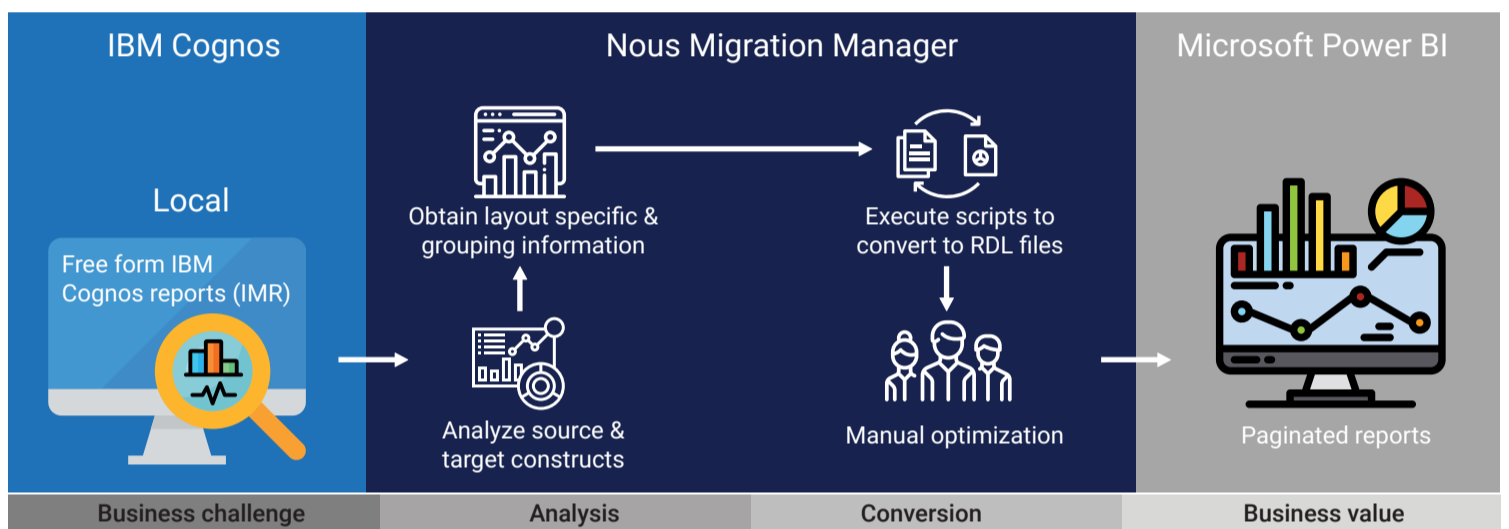 IBM Cognos
Nous Migration Manager
Microsoft Power BI
Local
Free form IBM
Cognos reports (IMR)
Obtain layout specific &
grouping information
Execute scripts to
convert to RDL files
Analyze source &
target constructs
Manual optimization
Paginated reports
Business challenge
Analysis
Conversion
Business value